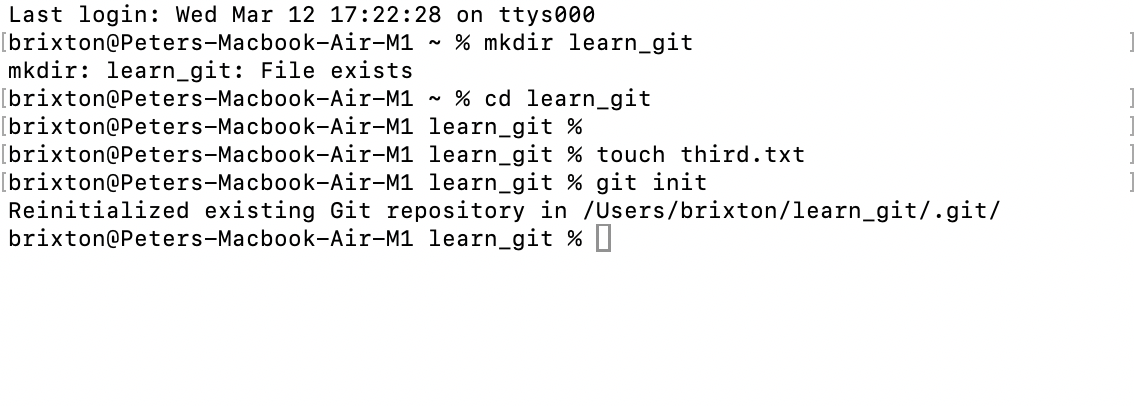 Last login: Wed Mar 12 17:22:28 on ttys000
[brixton@Peters-Macbook-Air-M1 ~ % mkdir learn_git ]
mkdir: learn_git: File exists
[brixton@Peters-Macbook-Air-M1 ~ % cd learn_git ]
[brixton@Peters-Macbook-Air-M1 learn_git % ]
[brixton@Peters-Macbook-Air-M1 learn_git % touch third.txt ]
[brixton@Peters-Macbook-Air-M1 learn_git % git init ]
Reinitialized existing Git repository in /Users/brixton/learn_git/.git/
brixton@Peters-Macbook-Air-M1 learn_git %